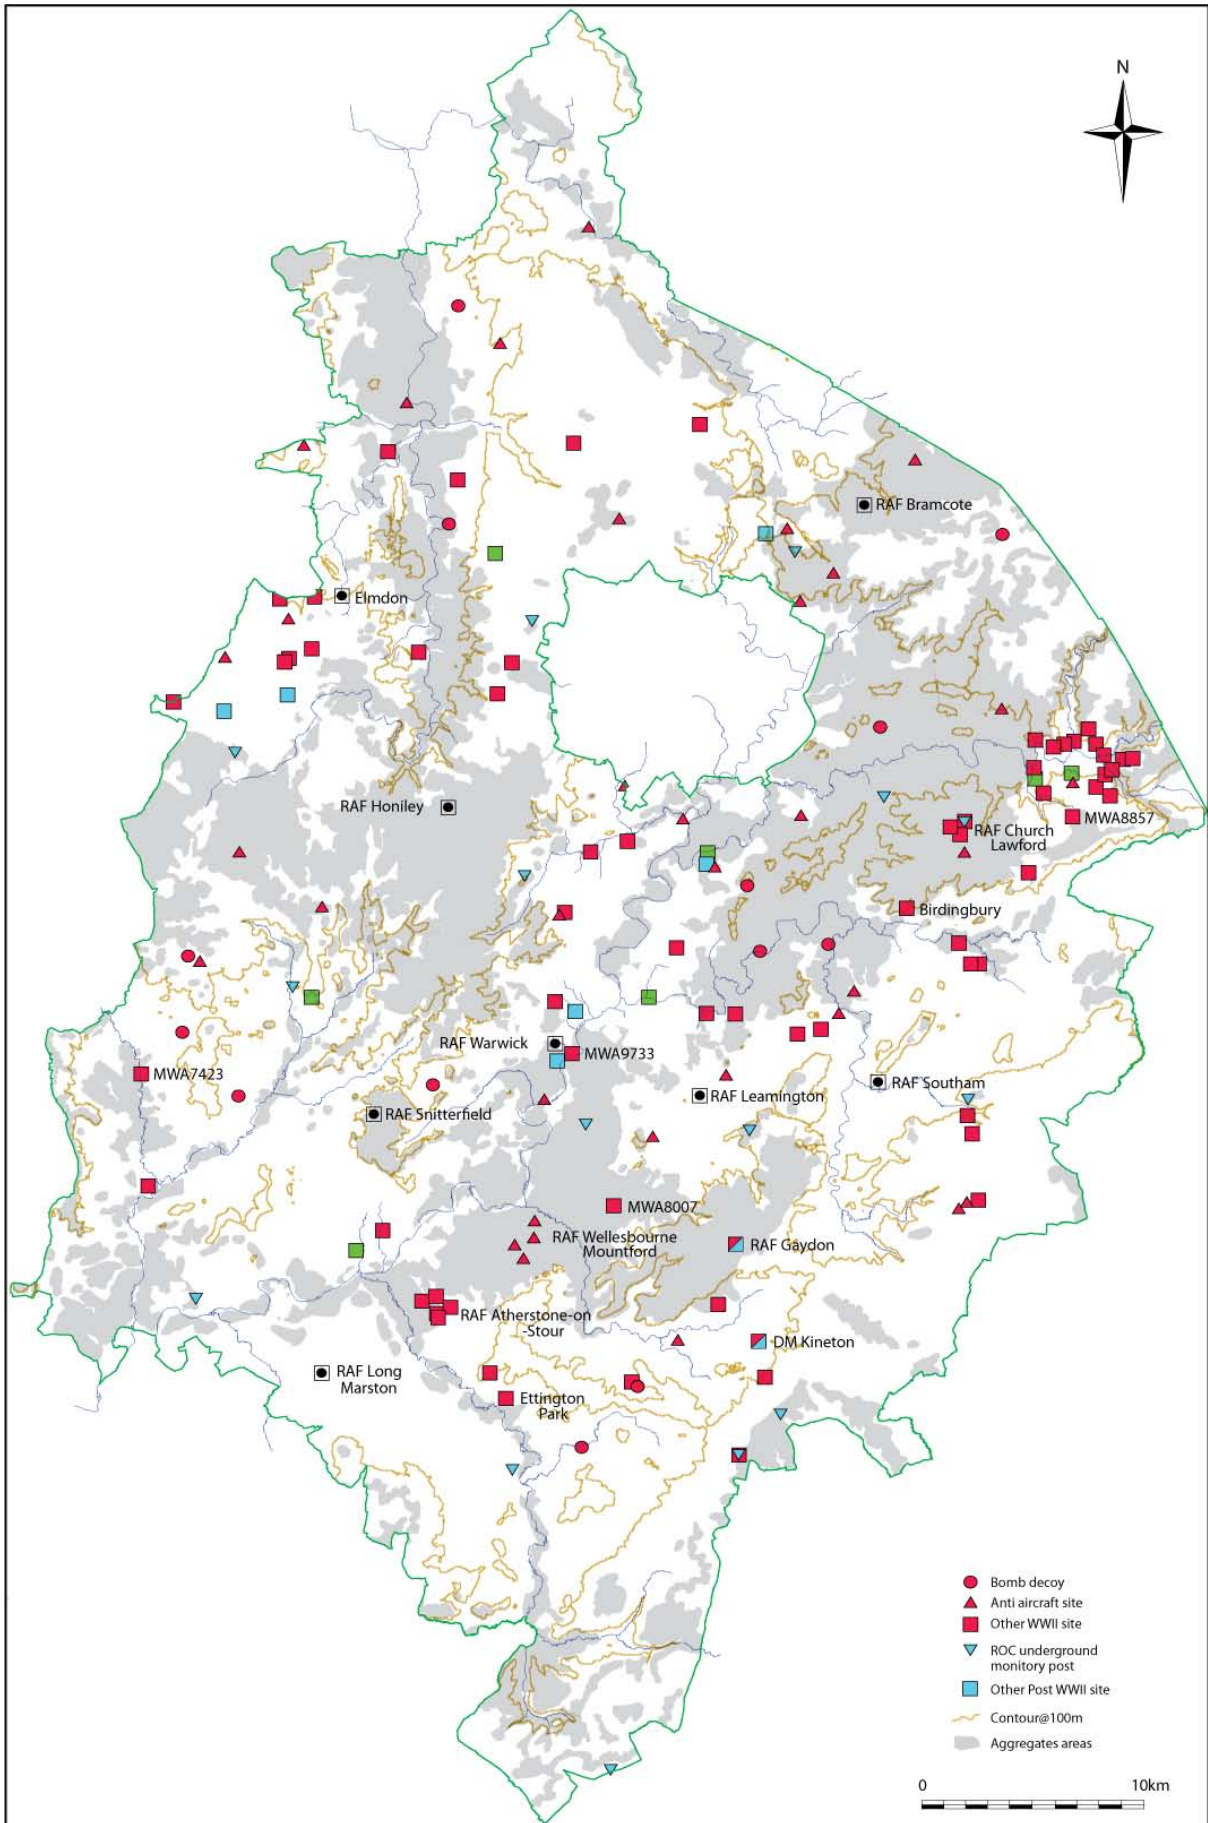 N
RAF Bramcote
Elmdon
RAF Honiley
MWA8857
RAF Church
Lawford
Birdingbury
RAF Warwick
MWA9733
MWA7423
RAF Southam
RAF Leamington
RAF Snitterfield
MWA8007
RAF Wellesbourne
Mountford
RAF Gaydon
RAF Atherstone-on
-Stour
DM Kineton
RAF Long
Marston
Ettington
Park
Bomb decoy
Anti aircraft site
Other WWII site
ROC underground
monitory post
Other Post WWII site
Contour@100m
Aggregates areas
0 10km